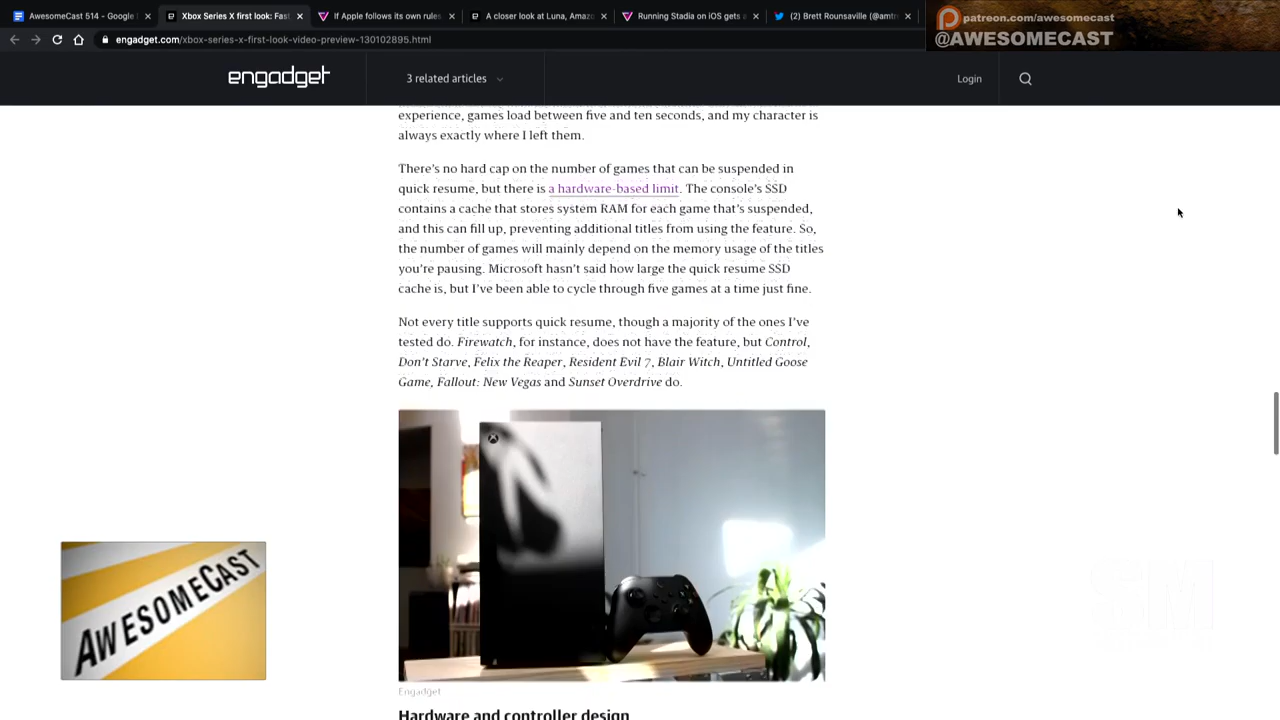 AwesomeCast 514 - Google
Xbox Series X first look: Fast
If Apple follows its own rules
A closer look at Luna, Amazo
Running Stadia on iOS gets a
(2) Brett Rounsaville (@amtr
patreon.com/awesomecast
@AWESOMECAST
engadget.com/xbox-series-x-first-look-video-preview-130102895.html
engadget
3 related articles
Login
experience, games load between five and ten seconds, and my character is
always exactly where I left them.
There's no hard cap on the number of games that can be suspended in
quick resume, but there is a hardware-based limit. The console's SSD
contains a cache that stores system RAM for each game that's suspended,
and this can fill up, preventing additional titles from using the feature. So,
the number of games will mainly depend on the memory usage of the titles
you're pausing. Microsoft hasn't said how large the quick resume SSD
cache is, but I've been able to cycle through five games at a time just fine.
Not every title supports quick resume, though a majority of the ones I've
tested do. Firewatch, for instance, does not have the feature, but Control,
Don't Starve, Felix the Reaper, Resident Evil 7, Blair Witch, Untitled Goose
Game, Fallout: New Vegas and Sunset Overdrive do.
AWESOMECAST
Engadget
Hardware and controller design